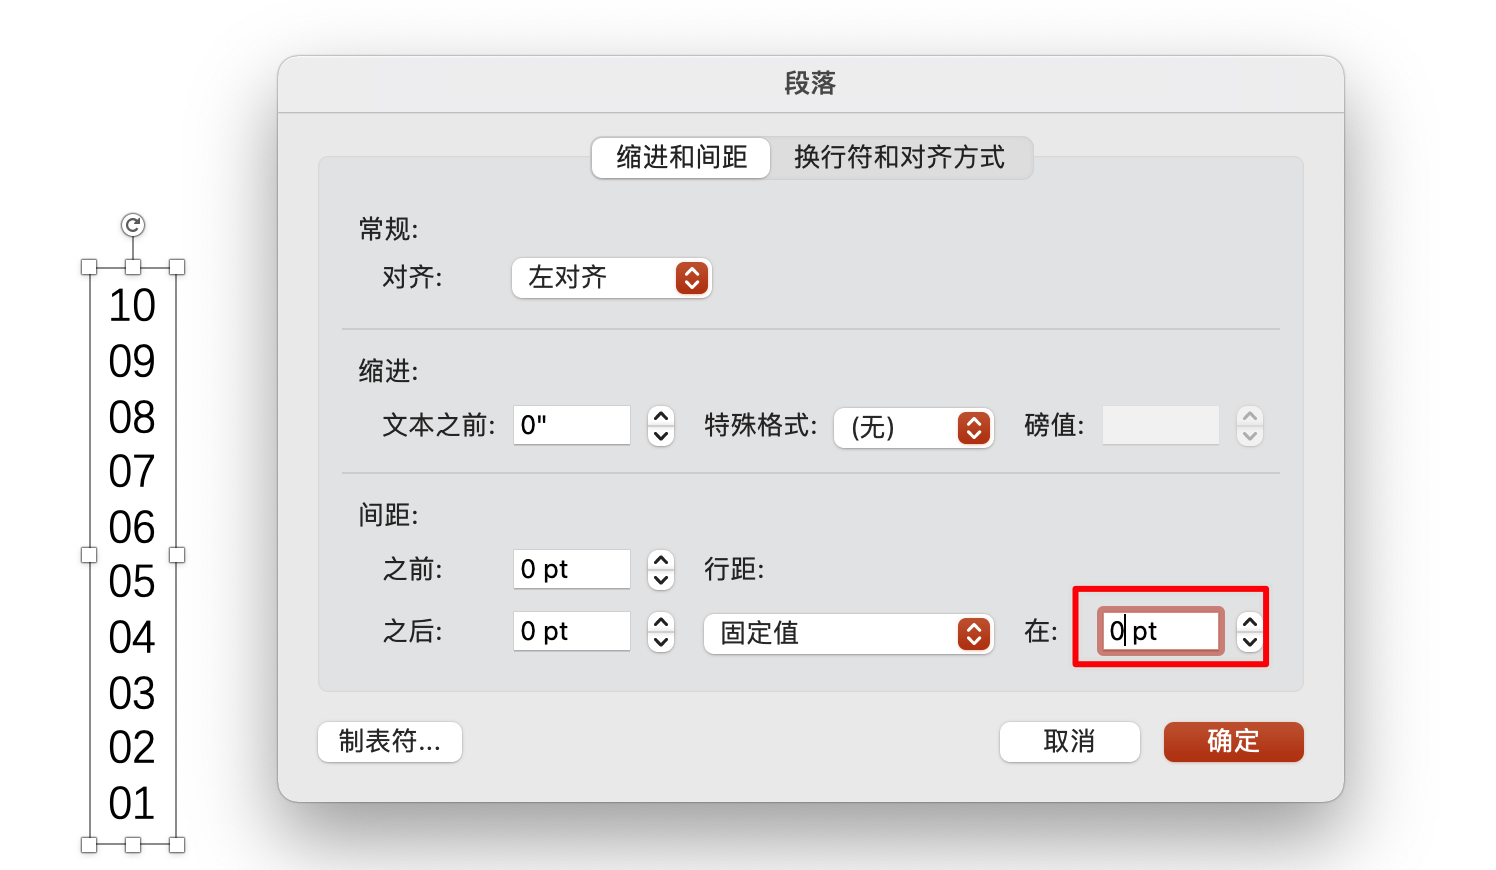 段落
缩进和间距 换行符和对齐方式
常规:
对齐: 左对齐
缩进:
文本之前: 0" 特殊格式: (无) 磅值:
间距:
之前: 0 pt 行距:
之后: 0 pt 固定值 在: 0 pt
制表符... 取消 确定
10
09
08
07
06
05
04
03
02
01